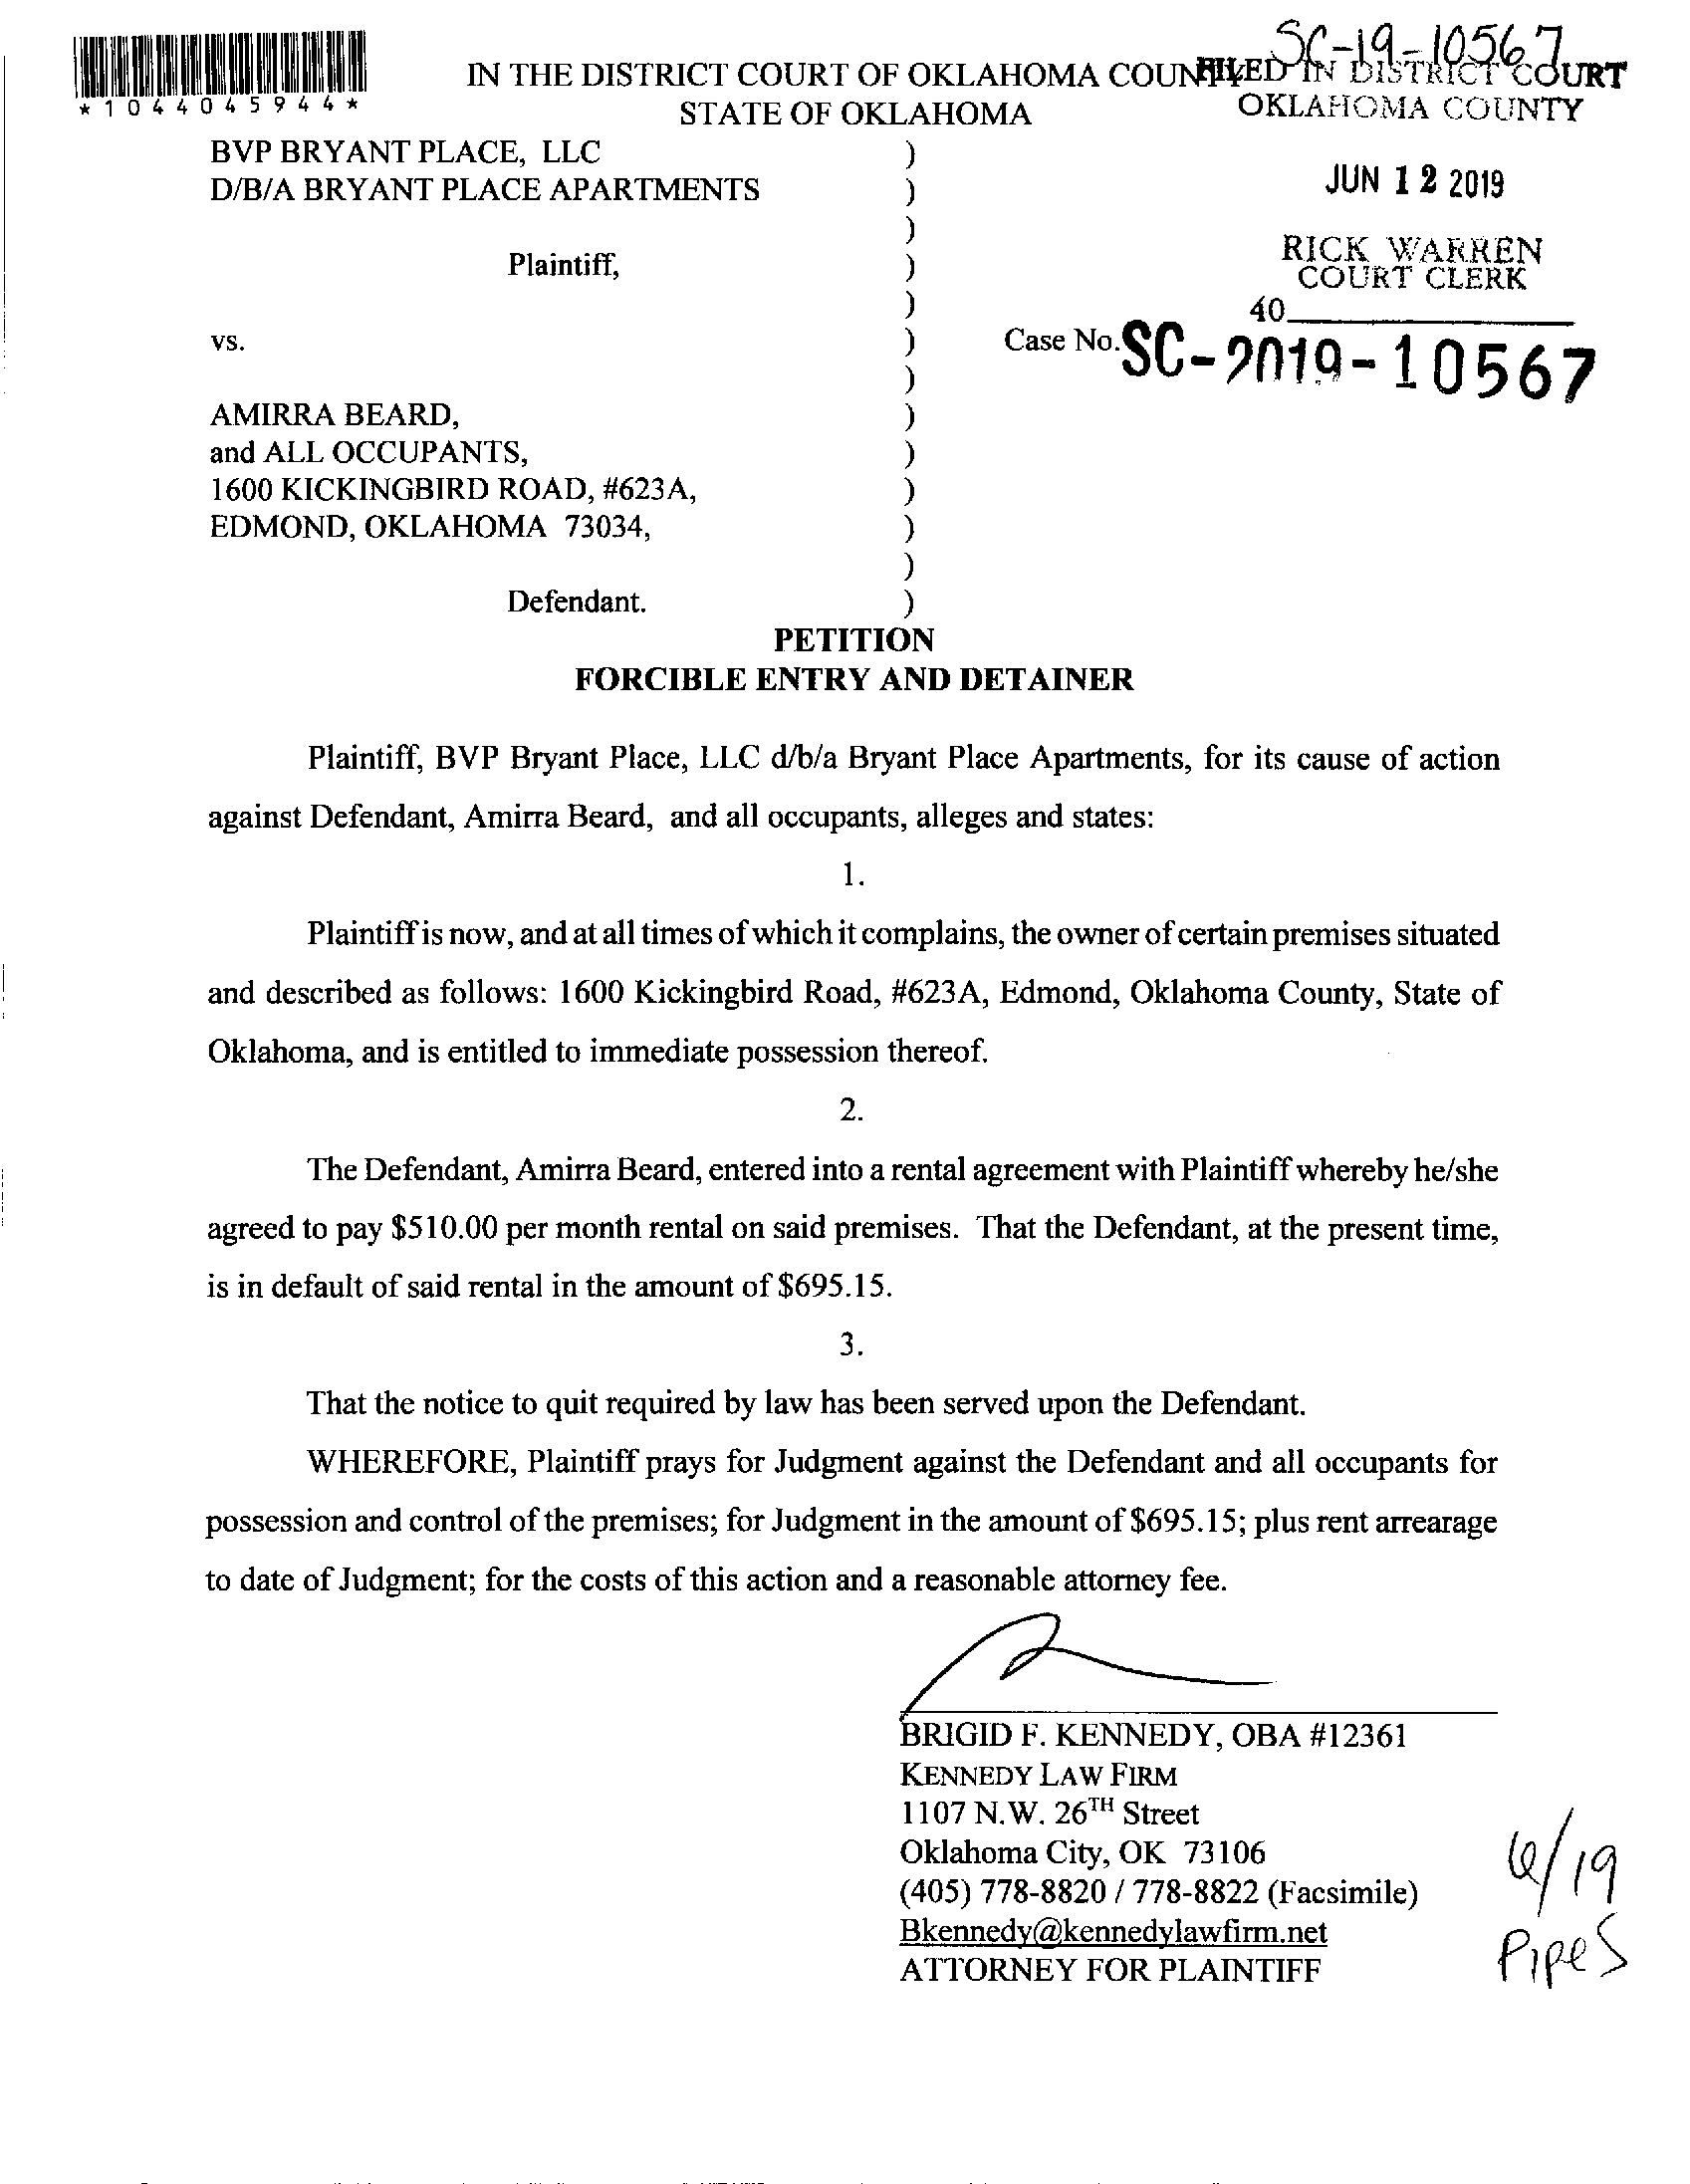 SC-19-10567
IN THE DISTRICT COURT OF OKLAHOMA COUNTY
FILED IN DISTRICT COURT
*1044045944*
STATE OF OKLAHOMA
OKLAHOMA COUNTY
BVP BRYANT PLACE, LLC )
D/B/A BRYANT PLACE APARTMENTS )
JUN 12 2019
)
Plaintiff, )
RICK WARREN
COURT CLERK
)
40
vs. )
Case No. SC-2019-10567
)
AMIRRA BEARD, )
and ALL OCCUPANTS, )
1600 KICKINGBIRD ROAD, #623A, )
EDMOND, OKLAHOMA 73034, )
)
Defendant. )
PETITION
FORCIBLE ENTRY AND DETAINER
Plaintiff, BVP Bryant Place, LLC d/b/a Bryant Place Apartments, for its cause of action
against Defendant, Amirra Beard, and all occupants, alleges and states:
1.
Plaintiff is now, and at all times of which it complains, the owner of certain premises situated
and described as follows: 1600 Kickingbird Road, #623A, Edmond, Oklahoma County, State of
Oklahoma, and is entitled to immediate possession thereof.
2.
The Defendant, Amirra Beard, entered into a rental agreement with Plaintiff whereby he/she
agreed to pay $510.00 per month rental on said premises. That the Defendant, at the present time,
is in default of said rental in the amount of $695.15.
3.
That the notice to quit required by law has been served upon the Defendant.
WHEREFORE, Plaintiff prays for Judgment against the Defendant and all occupants for
possession and control of the premises; for Judgment in the amount of $695.15; plus rent arrearage
to date of Judgment; for the costs of this action and a reasonable attorney fee.
BRIGID F. KENNEDY, OBA #12361
KENNEDY LAW FIRM
1107 N.W. 26TH Street
Oklahoma City, OK 73106
(405) 778-8820 / 778-8822 (Facsimile)
Bkennedy@kennedylawfirm.net
ATTORNEY FOR PLAINTIFF
6/19
Pipes